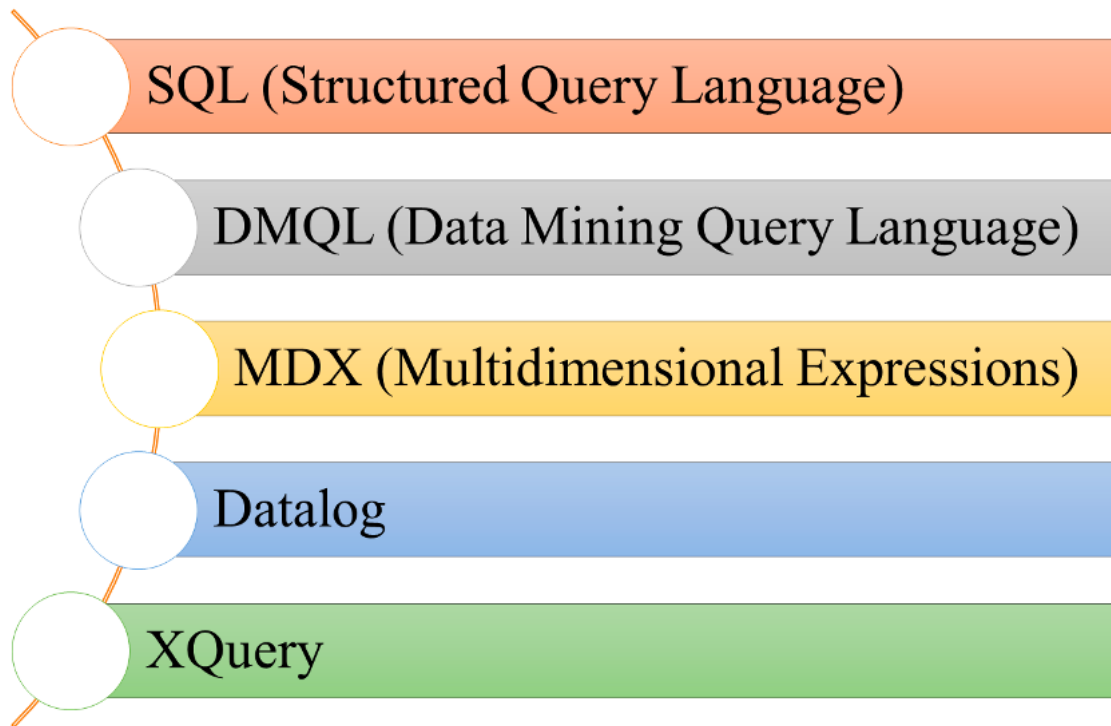 SQL (Structured Query Language)
DMQL (Data Mining Query Language)
MDX (Multidimensional Expressions)
Datalog
XQuery